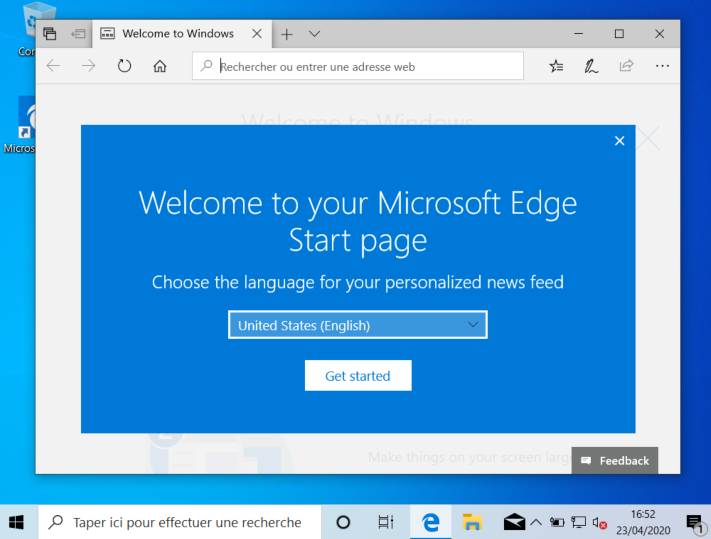 Welcome to Windows
Rechercher ou entrer une adresse web
Welcome to Windows
Welcome to your Microsoft Edge
Start page
Choose the language for your personalized news feed
United States (English)
Get started
2
Make things on your screen larg
Feedback
Taper ici pour effectuer une recherche
16:52
23/04/2020
1